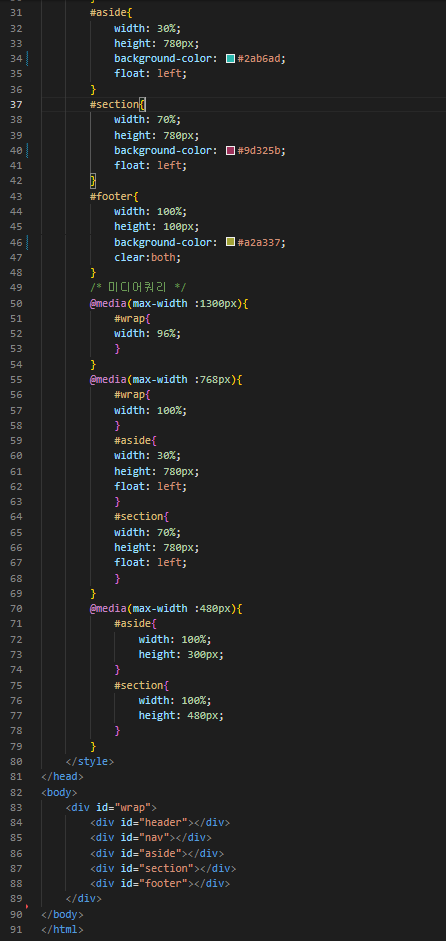 31 #aside{
32 width: 30%;
33 height: 780px;
34 background-color: #2ab6ad;
35 float: left;
36 }
37 #section{
38 width: 70%;
39 height: 780px;
40 background-color: #9d325b;
41 float: left;
42 }
43 #footer{
44 width: 100%;
45 height: 100px;
46 background-color: #a2a337;
47 clear:both;
48 }
49 /* 미디어쿼리 */
50 @media(max-width :1300px){
51 #wrap{
52 width: 96%;
53 }
54 }
55 @media(max-width :768px){
56 #wrap{
57 width: 100%;
58 }
59 #aside{
60 width: 30%;
61 height: 780px;
62 float: left;
63 }
64 #section{
65 width: 70%;
66 height: 780px;
67 float: left;
68 }
69 }
70 @media(max-width :480px){
71 #aside{
72 width: 100%;
73 height: 300px;
74 }
75 #section{
76 width: 100%;
77 height: 480px;
78 }
79 }
80 </style>
81 </head>
82 <body>
83 <div id="wrap">
84 <div id="header"></div>
85 <div id="nav"></div>
86 <div id="aside"></div>
87 <div id="section"></div>
88 <div id="footer"></div>
89 </div>
90 </body>
91 </html>